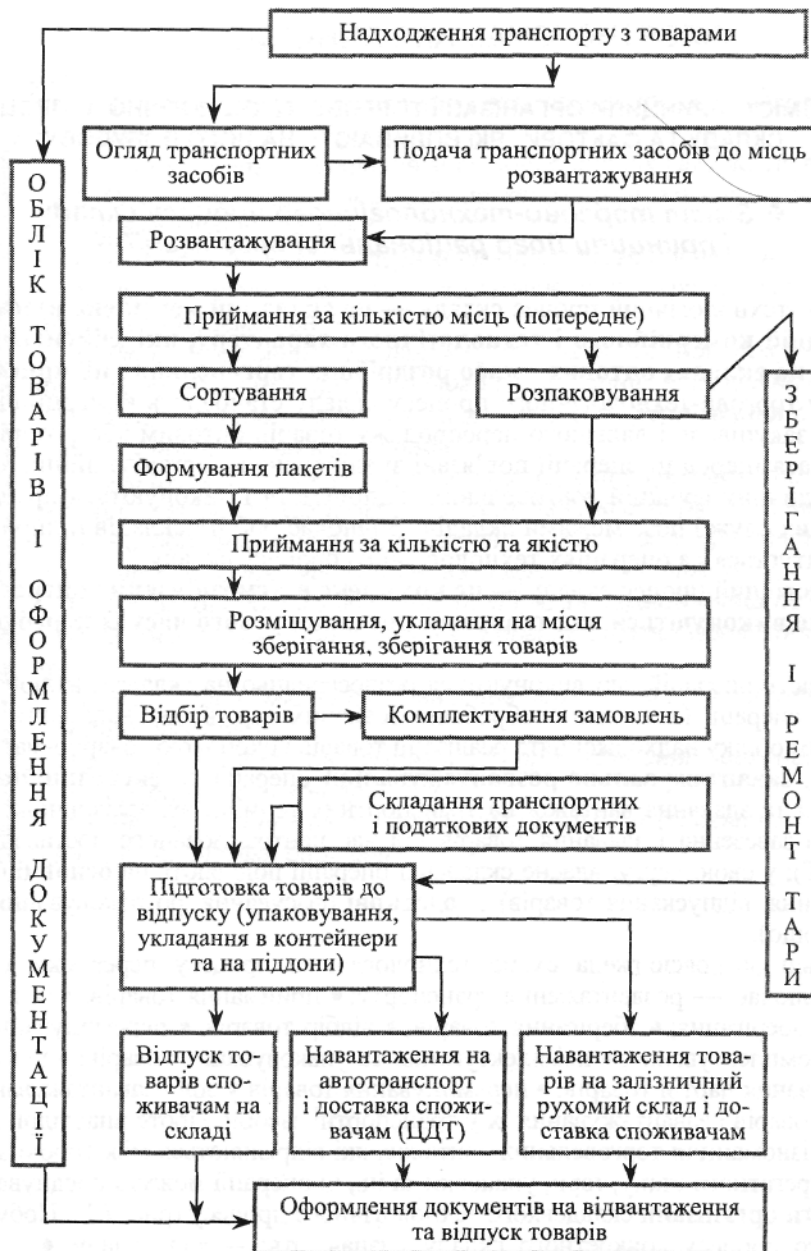 Надходження транспорту з товарами
Огляд транспортних
засобів
Подача транспортних засобів до місць
розвантажування
Розвантажування
Приймання за кількістю місць (попереднє)
Сортування
Розпаковування
Формування пакетів
Приймання за кількістю та якістю
Розміщування, укладання на місця
зберігання, зберігання товарів
Відбір товарів
Комплектування замовлень
Складання транспортних
і податкових документів
Підготовка товарів до
відпуску (упаковування,
укладання в контейнери
та на піддони)
Відпуск то-
варів спо-
живачам на
складі
Навантаження на
автотранспорт
і доставка спожи-
вачам (ЦДТ)
Навантаження това-
рів на залізничний
рухомий склад і до-
ставка споживачам
Оформлення документів на відвантаження
та відпуск товарів
ОБЛІК ТОВАРІВ І ОФОРМЛЕННЯ ДОКУМЕНТАЦІЇ
ЗБЕРІГАННЯ І РЕМОНТ ТАРИ